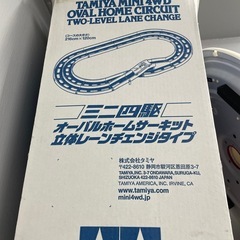 TAMIYA MINI 4WD
OVAL HOME CIRCUIT
TWO-LEVEL LANE CHANGE
ミニ四駆
オーバルホームサーキット
立体レーンチェンジタイプ
株式会社タミヤ
〒422-8610 静岡市駿河区恩田原3-7
TAMIYA, INC. 3-7 ONDAWARA, SURUGA-KU,
SHIZUOKA 422-8610 JAPAN
TAMIYA AMERICA, INC. IRVINE, CA
www.tamiya.com
mini4wd.jp